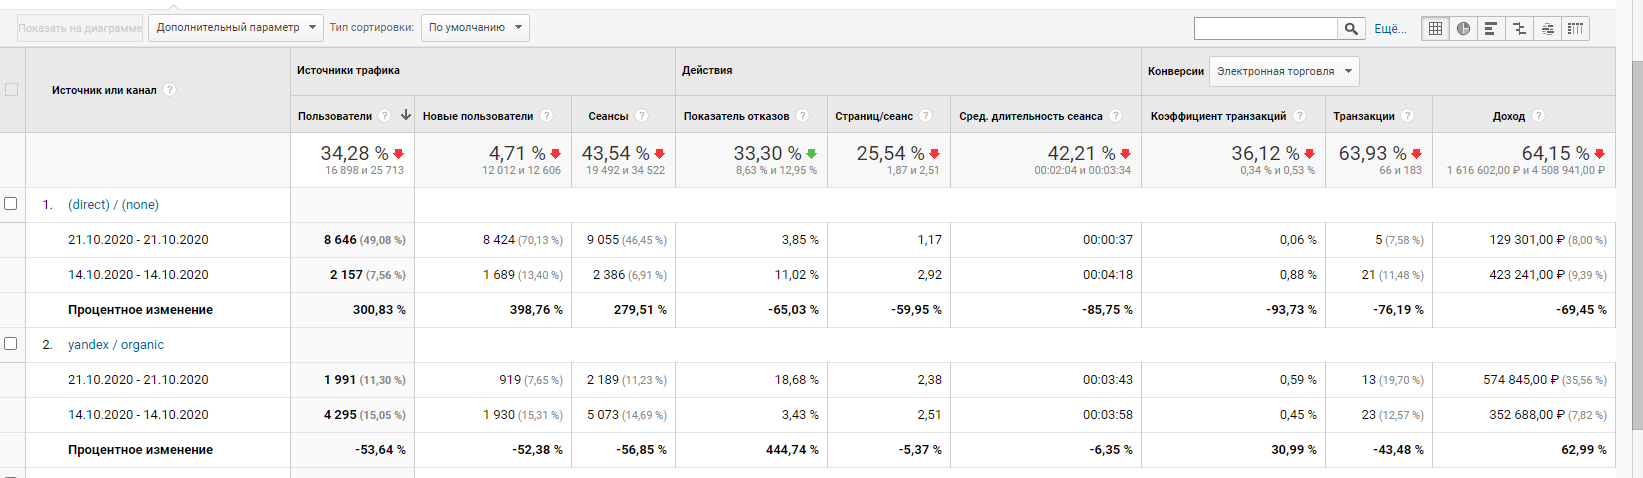 Показать на диаграмме Дополнительный параметр Тип сортировки: По умолчанию Ещё...
Источник или канал ? Источники трафика Действия Конверсии Электронная торговля
Пользователи ? Новые пользователи ? Сеансы ? Показатель отказов ? Страниц/сеанс ? Сред. длительность сеанса ? Коэффициент транзакций ? Транзакции ? Доход ?
34,28 % 4,71 % 43,54 % 33,30 % 25,54 % 42,21 % 36,12 % 63,93 % 64,15 %
16 898 и 25 713 12 012 и 12 606 19 492 и 34 522 8,63 % и 12,95 % 1,87 и 2,51 00:02:04 и 00:03:34 0,34 % и 0,53 % 66 и 183 1 616 602,00 ₽ и 4 508 941,00 ₽
1. (direct) / (none)
21.10.2020 - 21.10.2020 8 646 (49,08 %) 8 424 (70,13 %) 9 055 (46,45 %) 3,85 % 1,17 00:00:37 0,06 % 5 (7,58 %) 129 301,00 ₽ (8,00 %)
14.10.2020 - 14.10.2020 2 157 (7,56 %) 1 689 (13,40 %) 2 386 (6,91 %) 11,02 % 2,92 00:04:18 0,88 % 21 (11,48 %) 423 241,00 ₽ (9,39 %)
Процентное изменение 300,83 % 398,76 % 279,51 % -65,03 % -59,95 % -85,75 % -93,73 % -76,19 % -69,45 %
2. yandex / organic
21.10.2020 - 21.10.2020 1 991 (11,30 %) 919 (7,65 %) 2 189 (11,23 %) 18,68 % 2,38 00:03:43 0,59 % 13 (19,70 %) 574 845,00 ₽ (35,56 %)
14.10.2020 - 14.10.2020 4 295 (15,05 %) 1 930 (15,31 %) 5 073 (14,69 %) 3,43 % 2,51 00:03:58 0,45 % 23 (12,57 %) 352 688,00 ₽ (7,82 %)
Процентное изменение -53,64 % -52,38 % -56,85 % 444,74 % -5,37 % -6,35 % 30,99 % -43,48 % 62,99 %